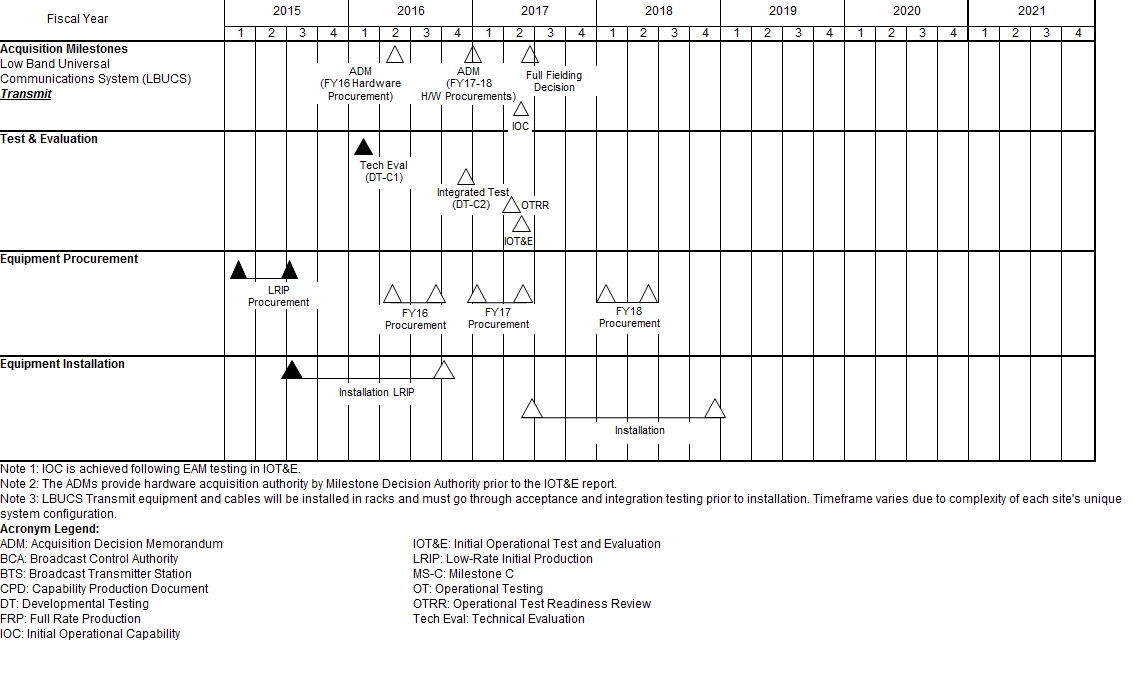 Fiscal Year
2015 2016 2017 2018 2019 2020 2021
1 2 3 4 1 2 3 4 1 2 3 4 1 2 3 4 1 2 3 4 1 2 3 4 1 2 3 4
Acquisition Milestones
Low Band Universal
Communications System (LBUCS)
Transmit
ADM
(FY16 Hardware
Procurement)
ADM
(FY17-18
H/W Procurements)
Full Fielding
Decision
IOC
Test & Evaluation
Tech Eval
(DT-C1)
Integrated Test
(DT-C2)
OTRR
IOT&E
Equipment Procurement
LRIP
Procurement
FY16
Procurement
FY17
Procurement
FY18
Procurement
Equipment Installation
Installation LRIP
Installation
Note 1: IOC is achieved following EAM testing in IOT&E.
Note 2: The ADMs provide hardware acquisition authority by Milestone Decision Authority prior to the IOT&E report.
Note 3: LBUCS Transmit equipment and cables will be installed in racks and must go through acceptance and integration testing prior to installation. Timeframe varies due to complexity of each site's unique
system configuration.
Acronym Legend:
ADM: Acquisition Decision Memorandum
BCA: Broadcast Control Authority
BTS: Broadcast Transmitter Station
CPD: Capability Production Document
DT: Developmental Testing
FRP: Full Rate Production
IOC: Initial Operational Capability
IOT&E: Initial Operational Test and Evaluation
LRIP: Low-Rate Initial Production
MS-C: Milestone C
OT: Operational Testing
OTRR: Operational Test Readiness Review
Tech Eval: Technical Evaluation